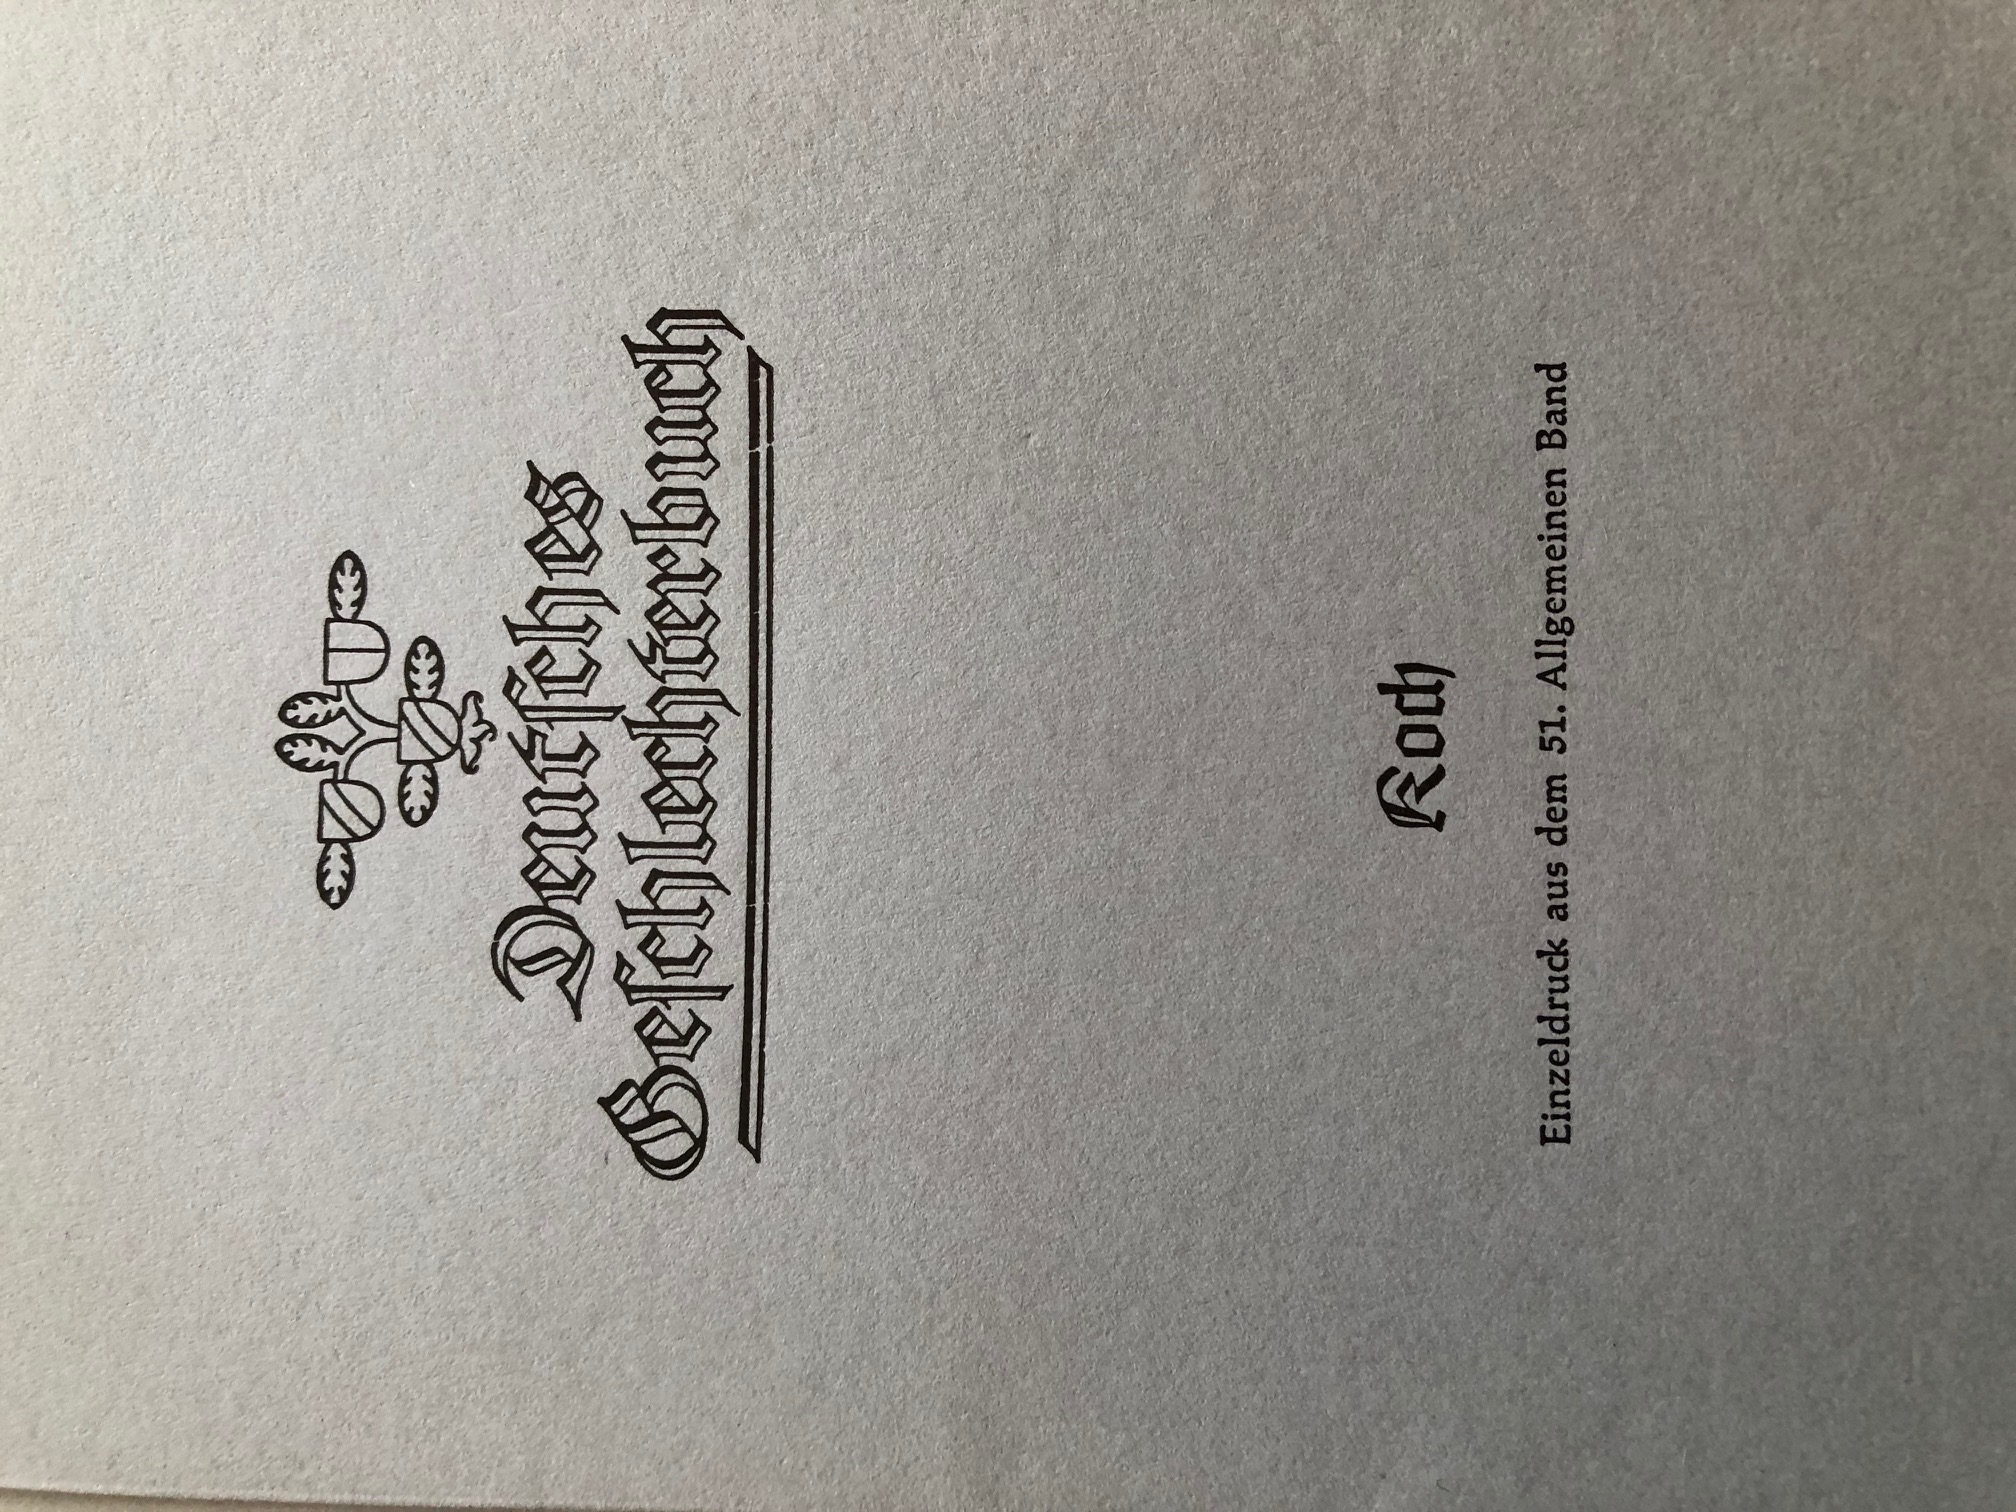 Deutſches
Geſchlechterbuch
Koch
Einzeldruck aus dem 51. Allgemeinen Band